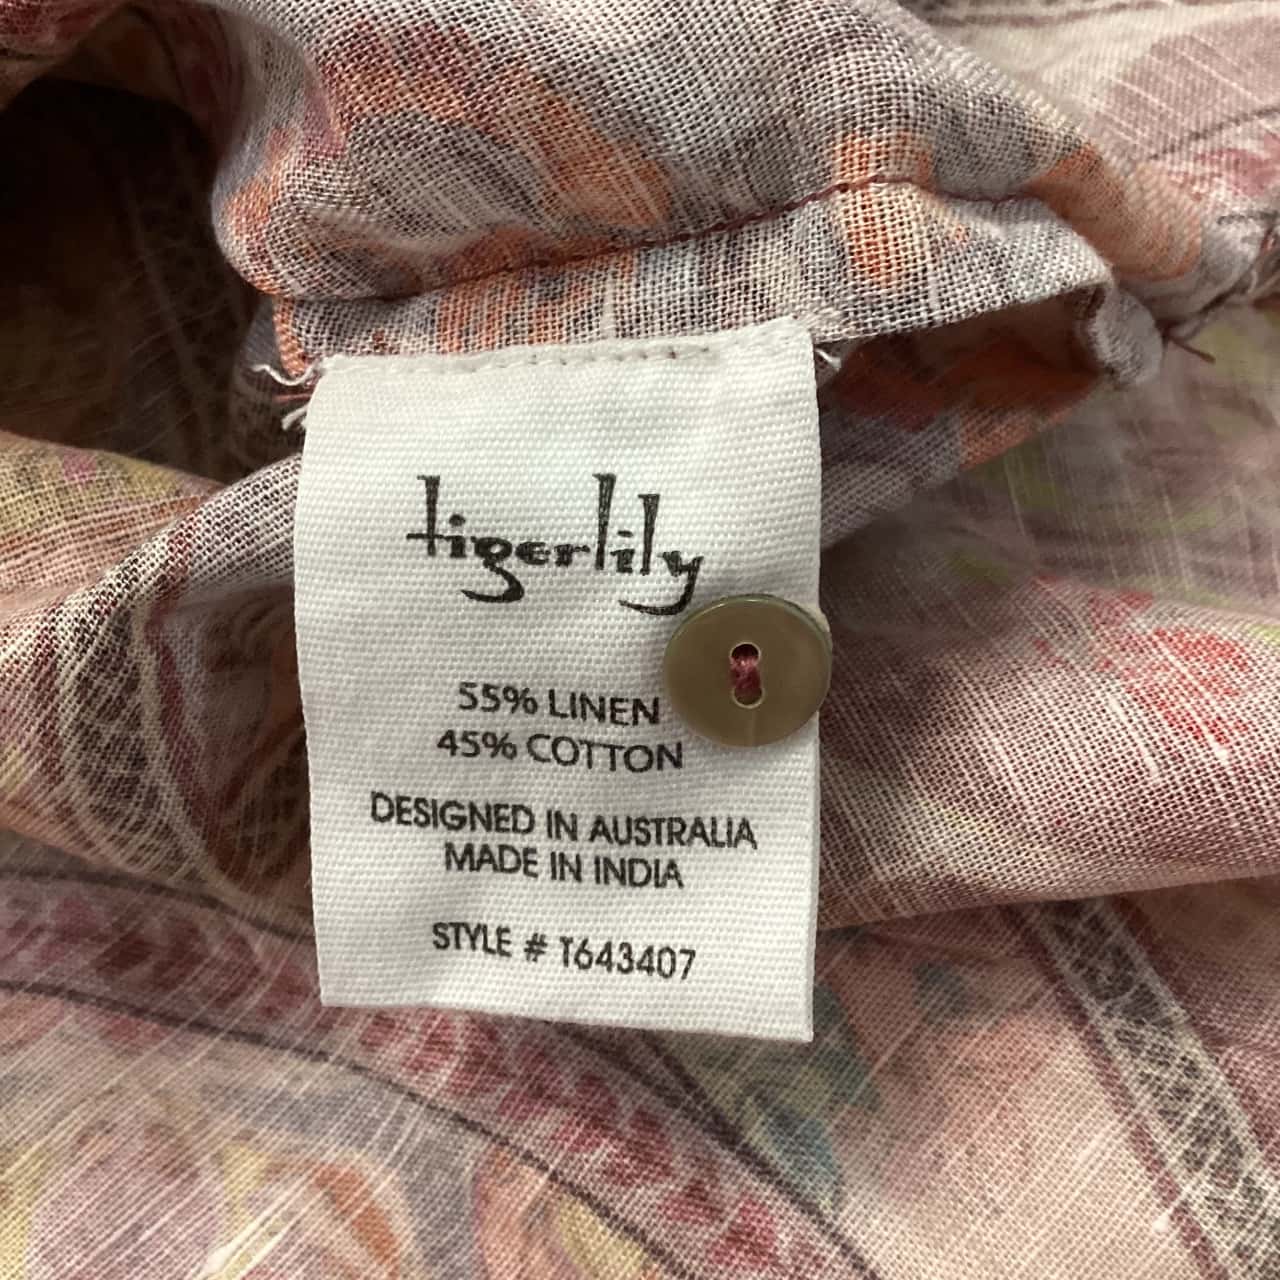 tigerlily
55% LINEN
45% COTTON
DESIGNED IN AUSTRALIA
MADE IN INDIA
STYLE # T643407